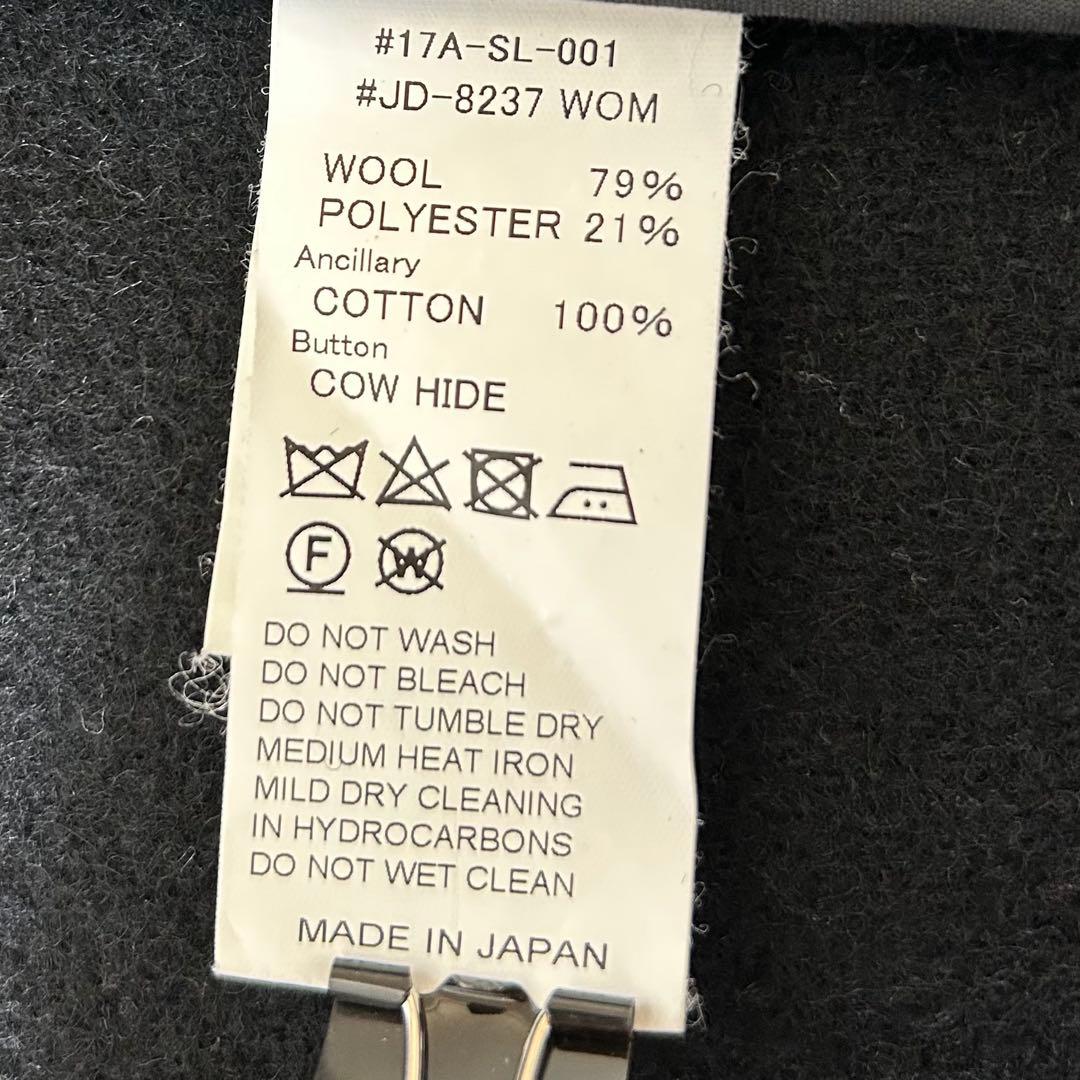 #17A-SL-001
#JD-8237 WOM
WOOL 79%
POLYESTER 21%
Ancillary
COTTON 100%
Button
COW HIDE
F W
DO NOT WASH
DO NOT BLEACH
DO NOT TUMBLE DRY
MEDIUM HEAT IRON
MILD DRY CLEANING
IN HYDROCARBONS
DO NOT WET CLEAN
MADE IN JAPAN